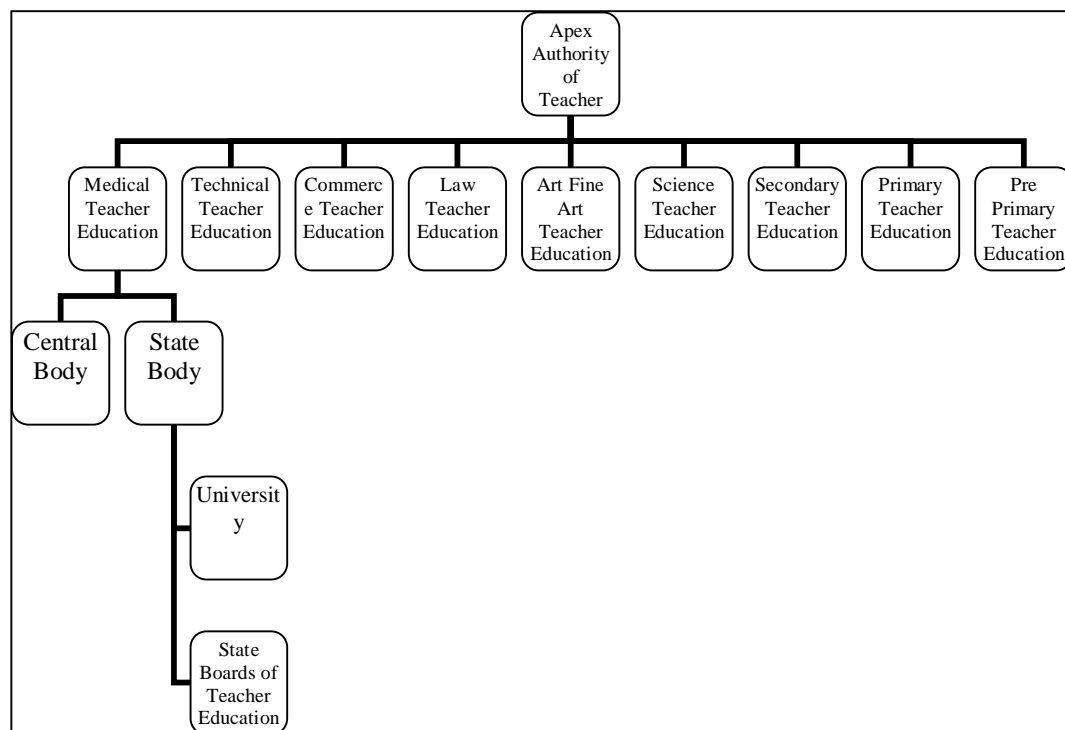 Apex
Authority
of
Teacher
Medical
Teacher
Education
Technical
Teacher
Education
Commerc
e Teacher
Education
Law
Teacher
Education
Art Fine
Art
Teacher
Education
Science
Teacher
Education
Secondary
Teacher
Education
Primary
Teacher
Education
Pre
Primary
Teacher
Education
Central
Body
State
Body
Universit
y
State
Boards of
Teacher
Education